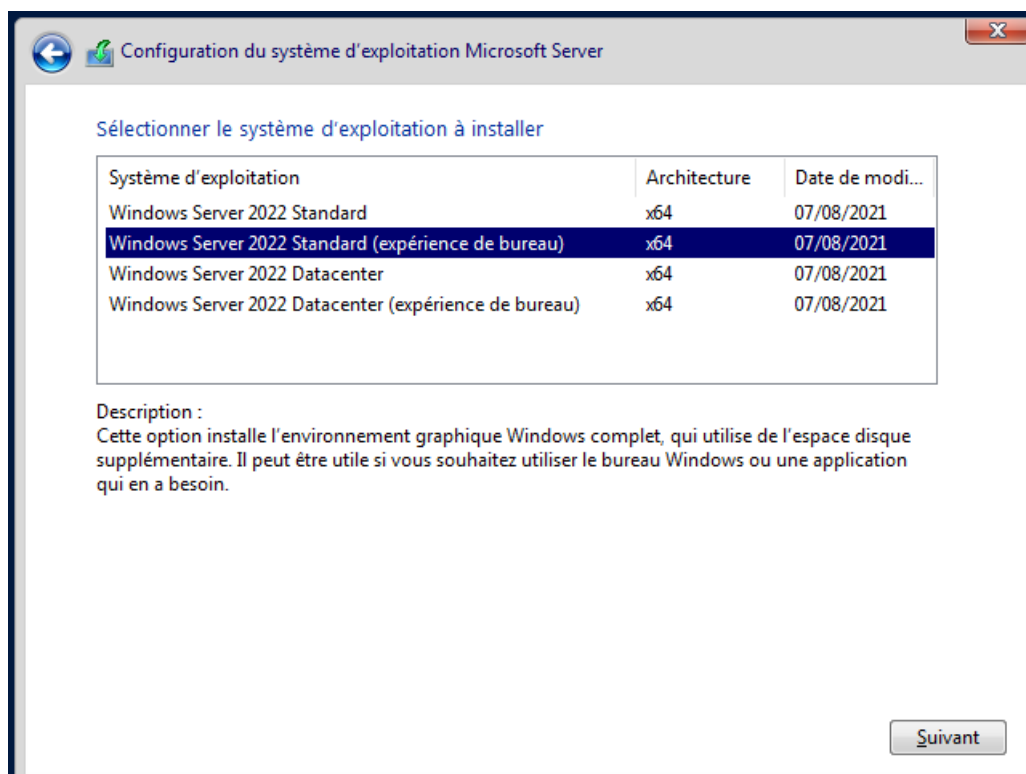 Configuration du système d'exploitation Microsoft Server
Sélectionner le système d'exploitation à installer
Système d'exploitation Architecture Date de modi...
Windows Server 2022 Standard x64 07/08/2021
Windows Server 2022 Standard (expérience de bureau) x64 07/08/2021
Windows Server 2022 Datacenter x64 07/08/2021
Windows Server 2022 Datacenter (expérience de bureau) x64 07/08/2021
Description :
Cette option installe l'environnement graphique Windows complet, qui utilise de l'espace disque
supplémentaire. Il peut être utile si vous souhaitez utiliser le bureau Windows ou une application
qui en a besoin.
Suivant